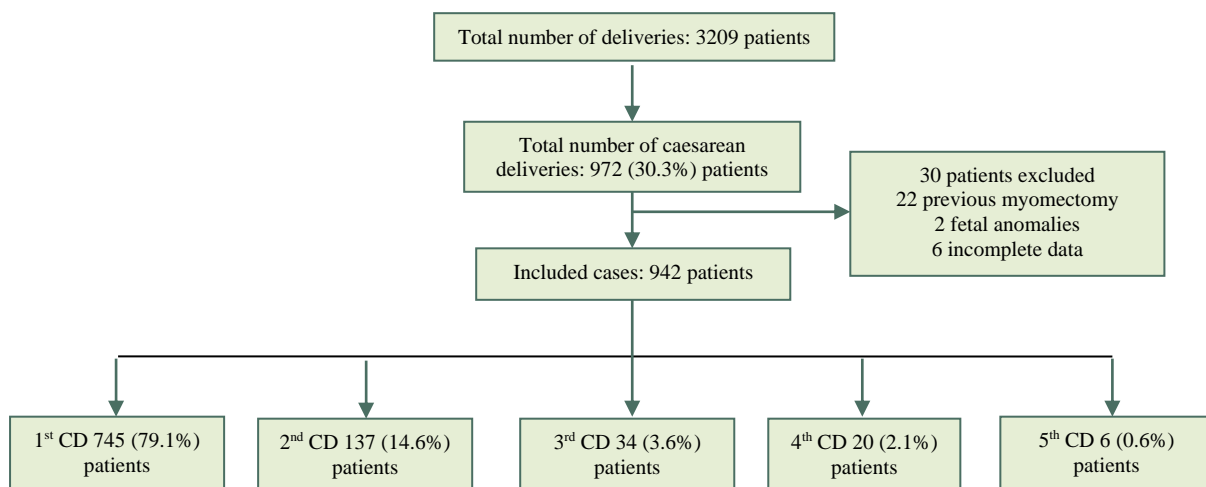 Total number of deliveries: 3209 patients
Total number of caesarean
deliveries: 972 (30.3%) patients
30 patients excluded
22 previous myomectomy
2 fetal anomalies
6 incomplete data
Included cases: 942 patients
1st CD 745 (79.1%)
patients
2nd CD 137 (14.6%)
patients
3rd CD 34 (3.6%)
patients
4th CD 20 (2.1%)
patients
5th CD 6 (0.6%)
patients